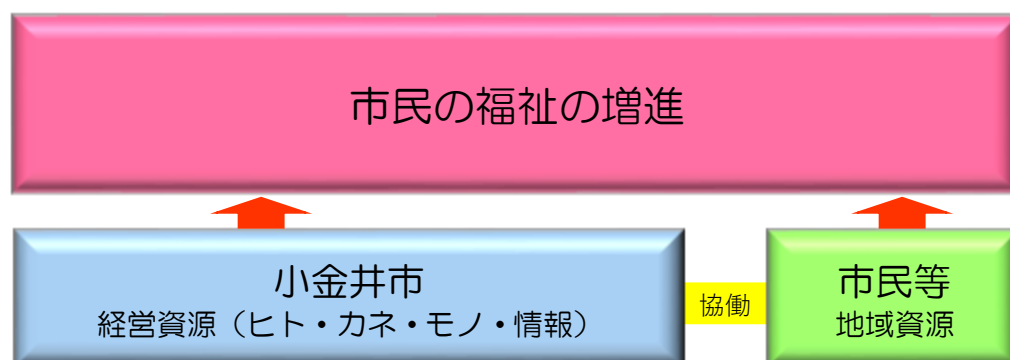 市民の福祉の増進
小金井市
経営資源（ヒト・カネ・モノ・情報）
協働
市民等
地域資源